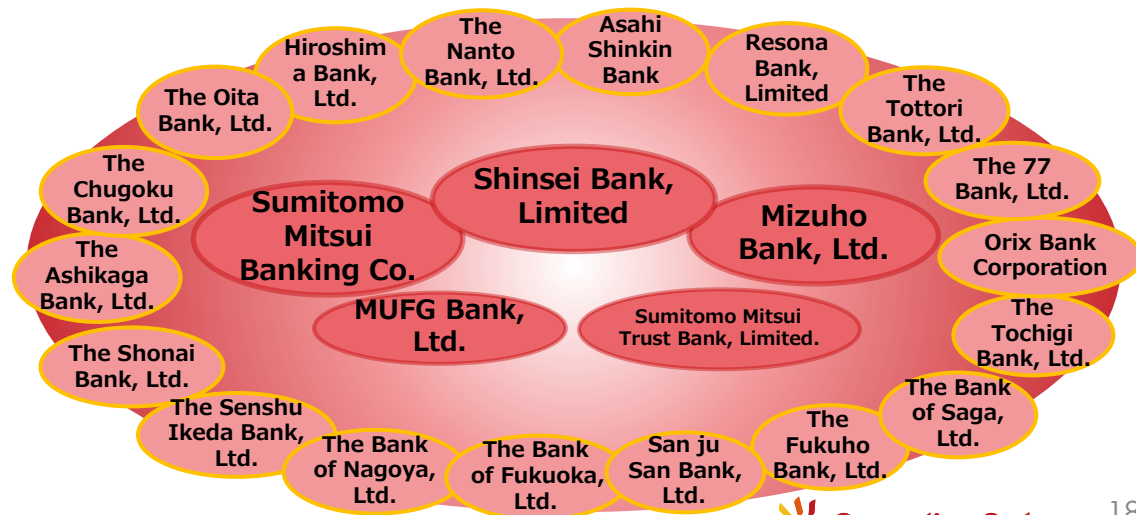 The
Nanto
Bank, Ltd.
Asahi
Shinkin
Bank
Hiroshim
a Bank,
Ltd.
Resona
Bank,
Limited
The Oita
Bank, Ltd.
The
Tottori
Bank, Ltd.
The
Chugoku
Bank, Ltd.
The 77
Bank, Ltd.
Shinsei Bank,
Limited
Sumitomo
Mitsui
Banking Co.
Mizuho
Bank, Ltd.
The
Ashikaga
Bank, Ltd.
Orix Bank
Corporation
MUFG Bank,
Ltd.
Sumitomo Mitsui
Trust Bank, Limited.
The
Tochigi
Bank, Ltd.
The Shonai
Bank, Ltd.
The Bank
of Saga,
Ltd.
The Senshu
Ikeda Bank,
Ltd.
The
Fukuho
Bank, Ltd.
The Bank
of Nagoya,
Ltd.
The Bank
of Fukuoka,
Ltd.
San ju
San Bank,
Ltd.
18